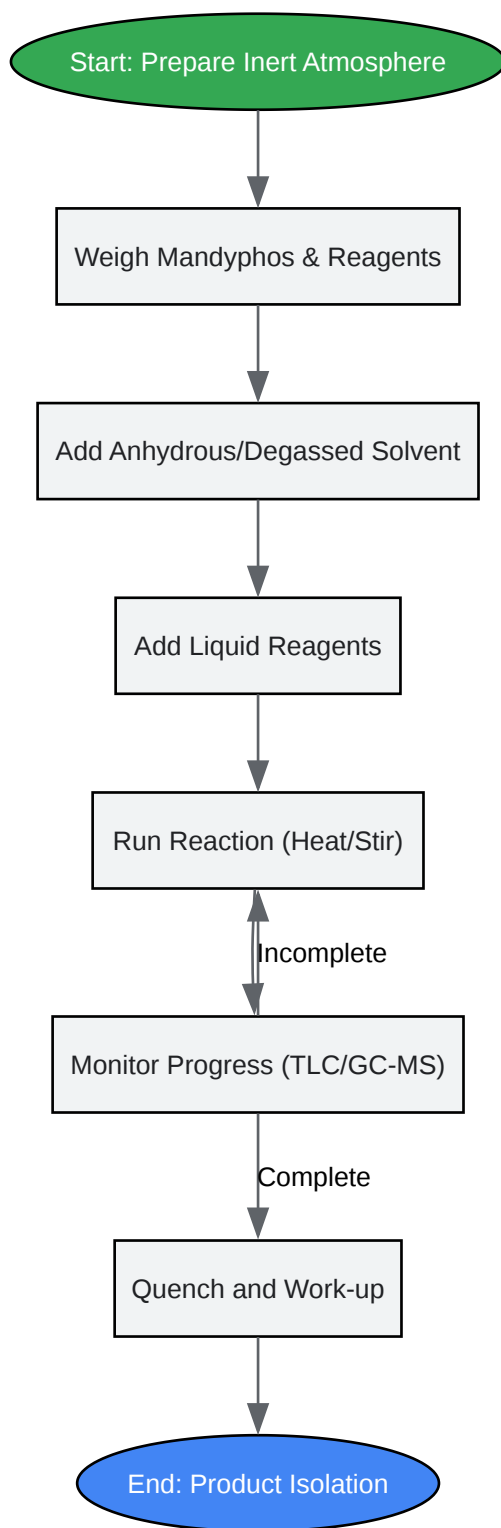 Start: Prepare Inert Atmosphere
Weigh Mandyphos & Reagents
Add Anhydrous/Degassed Solvent
Add Liquid Reagents
Run Reaction (Heat/Stir)
Incomplete
Monitor Progress (TLC/GC-MS)
Complete
Quench and Work-up
End: Product Isolation